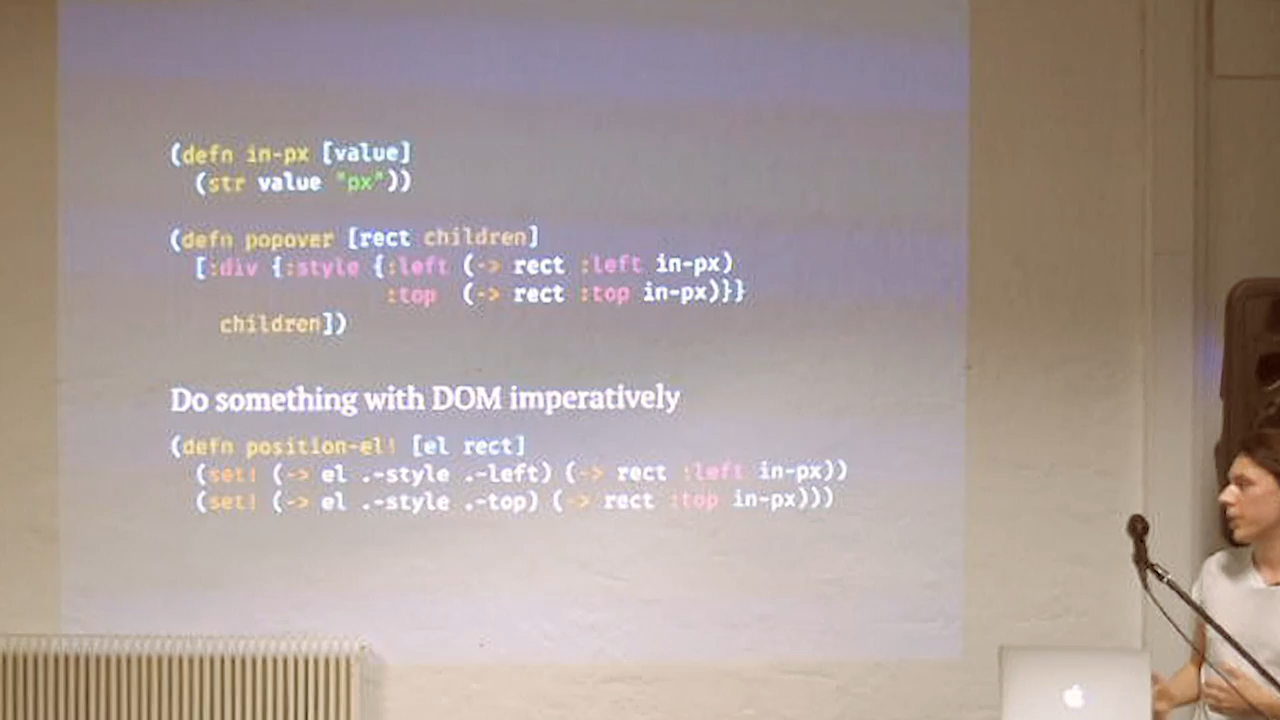 (defn in-px [value]
(str value "px"))
(defn popover [rect children]
[:div {:style {:left (-> rect :left in-px)
:top (-> rect :top in-px)}}
children])
Do something with DOM imperatively
(defn position-el! [el rect]
(set! (-> el .-style .-left) (-> rect :left in-px))
(set! (-> el .-style .-top) (-> rect :top in-px)))